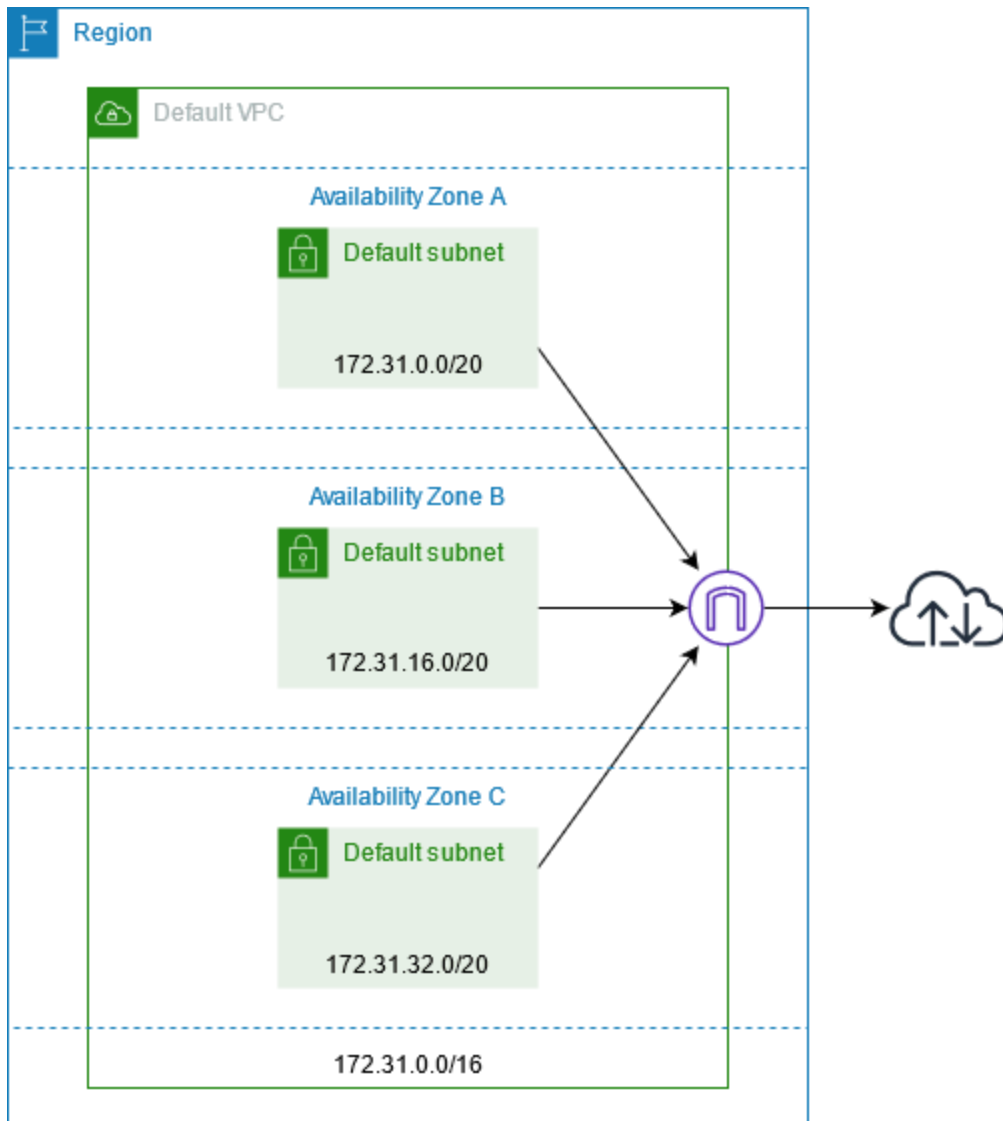 Region
Default VPC
Availability Zone A
Default subnet
172.31.0.0/20
Availability Zone B
Default subnet
172.31.16.0/20
Availability Zone C
Default subnet
172.31.32.0/20
172.31.0.0/16